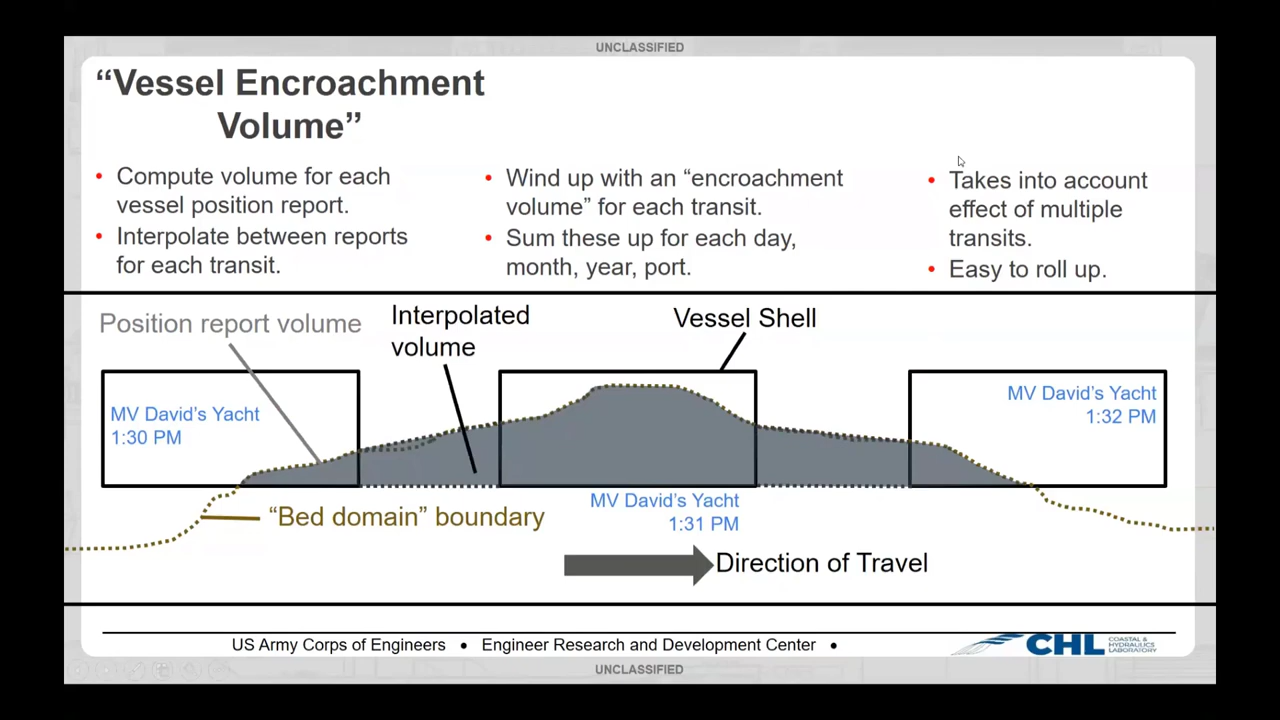 UNCLASSIFIED
“Vessel Encroachment
Volume”
• Compute volume for each
vessel position report.
• Interpolate between reports
for each transit.
• Wind up with an “encroachment
volume” for each transit.
• Sum these up for each day,
month, year, port.
• Takes into account
effect of multiple
transits.
• Easy to roll up.
Position report volume
Interpolated
volume
Vessel Shell
MV David’s Yacht
1:30 PM
MV David’s Yacht
1:32 PM
MV David’s Yacht
1:31 PM
“Bed domain” boundary
Direction of Travel
US Army Corps of Engineers • Engineer Research and Development Center •
CHL
COASTAL &
HYDRAULICS
LABORATORY
UNCLASSIFIED